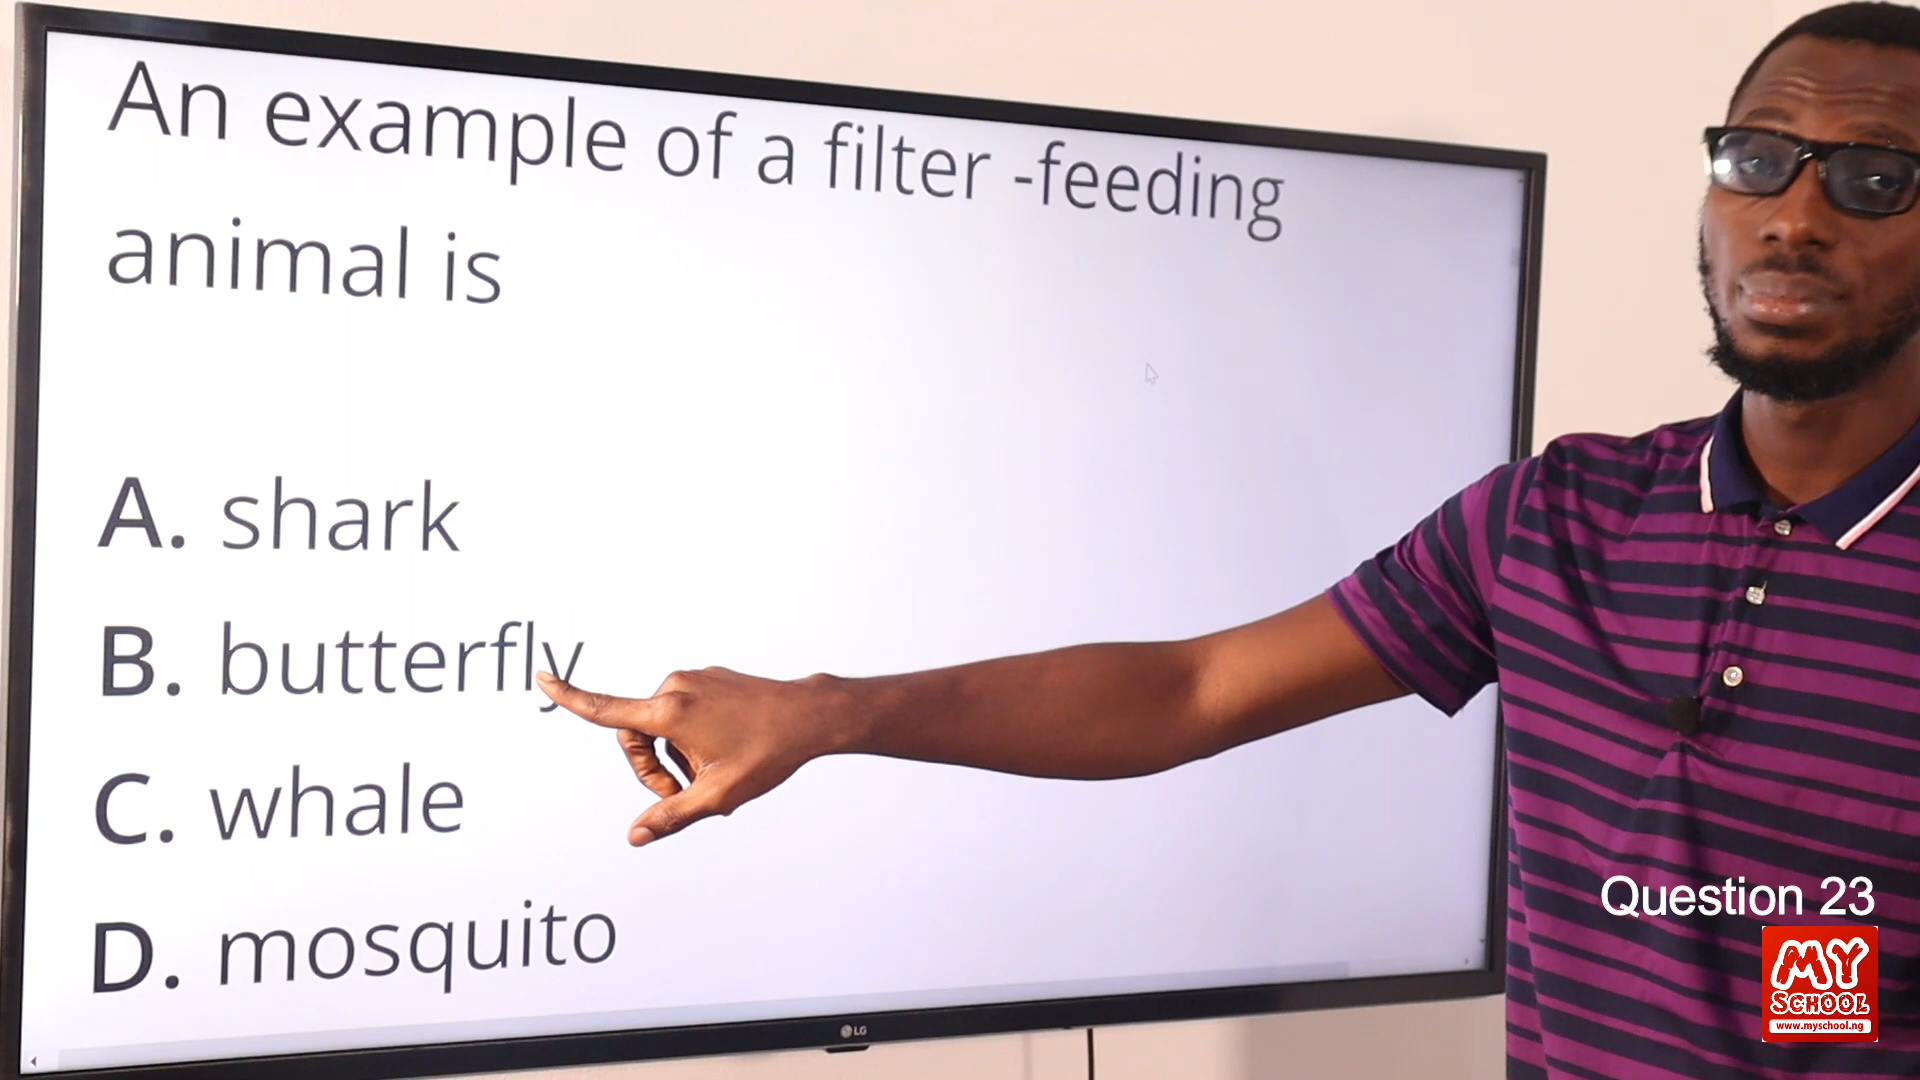 An example of a filter -feeding
animal is
A. shark
B. butterfly
C. whale
D. mosquito
LG
Question 23
MY
SCHOOL
www.myschool.ng